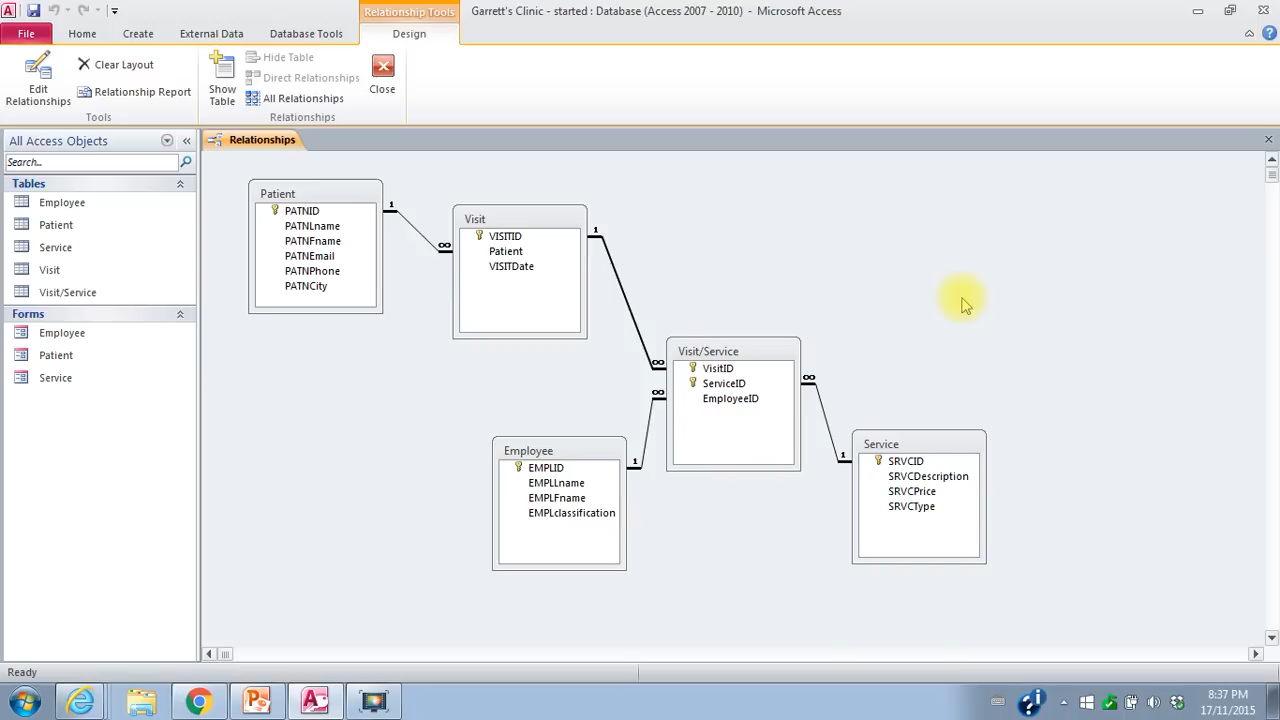 Relationship Tools
Garrett's Clinic - started : Database (Access 2007 - 2010) - Microsoft Access
File
Home
Create
External Data
Database Tools
Design
Edit
Relationships
Clear Layout
Relationship Report
Tools
Show
Table
Hide Table
Direct Relationships
All Relationships
Relationships
Close
All Access Objects
Search...
Tables
Employee
Patient
Service
Visit
Visit/Service
Forms
Employee
Patient
Service
Relationships
Patient
PATNID
PATNLname
PATNFname
PATNEmail
PATNPhone
PATNCity
1
∞
Visit
VISITID
Patient
VISITDate
1
∞
Visit/Service
VisitID
ServiceID
EmployeeID
∞
∞
Employee
EMPLID
EMPLLname
EMPLFname
EMPLclassification
1
1
Service
SRVCID
SRVCDescription
SRVCPrice
SRVCType
Ready
8:37 PM
17/11/2015